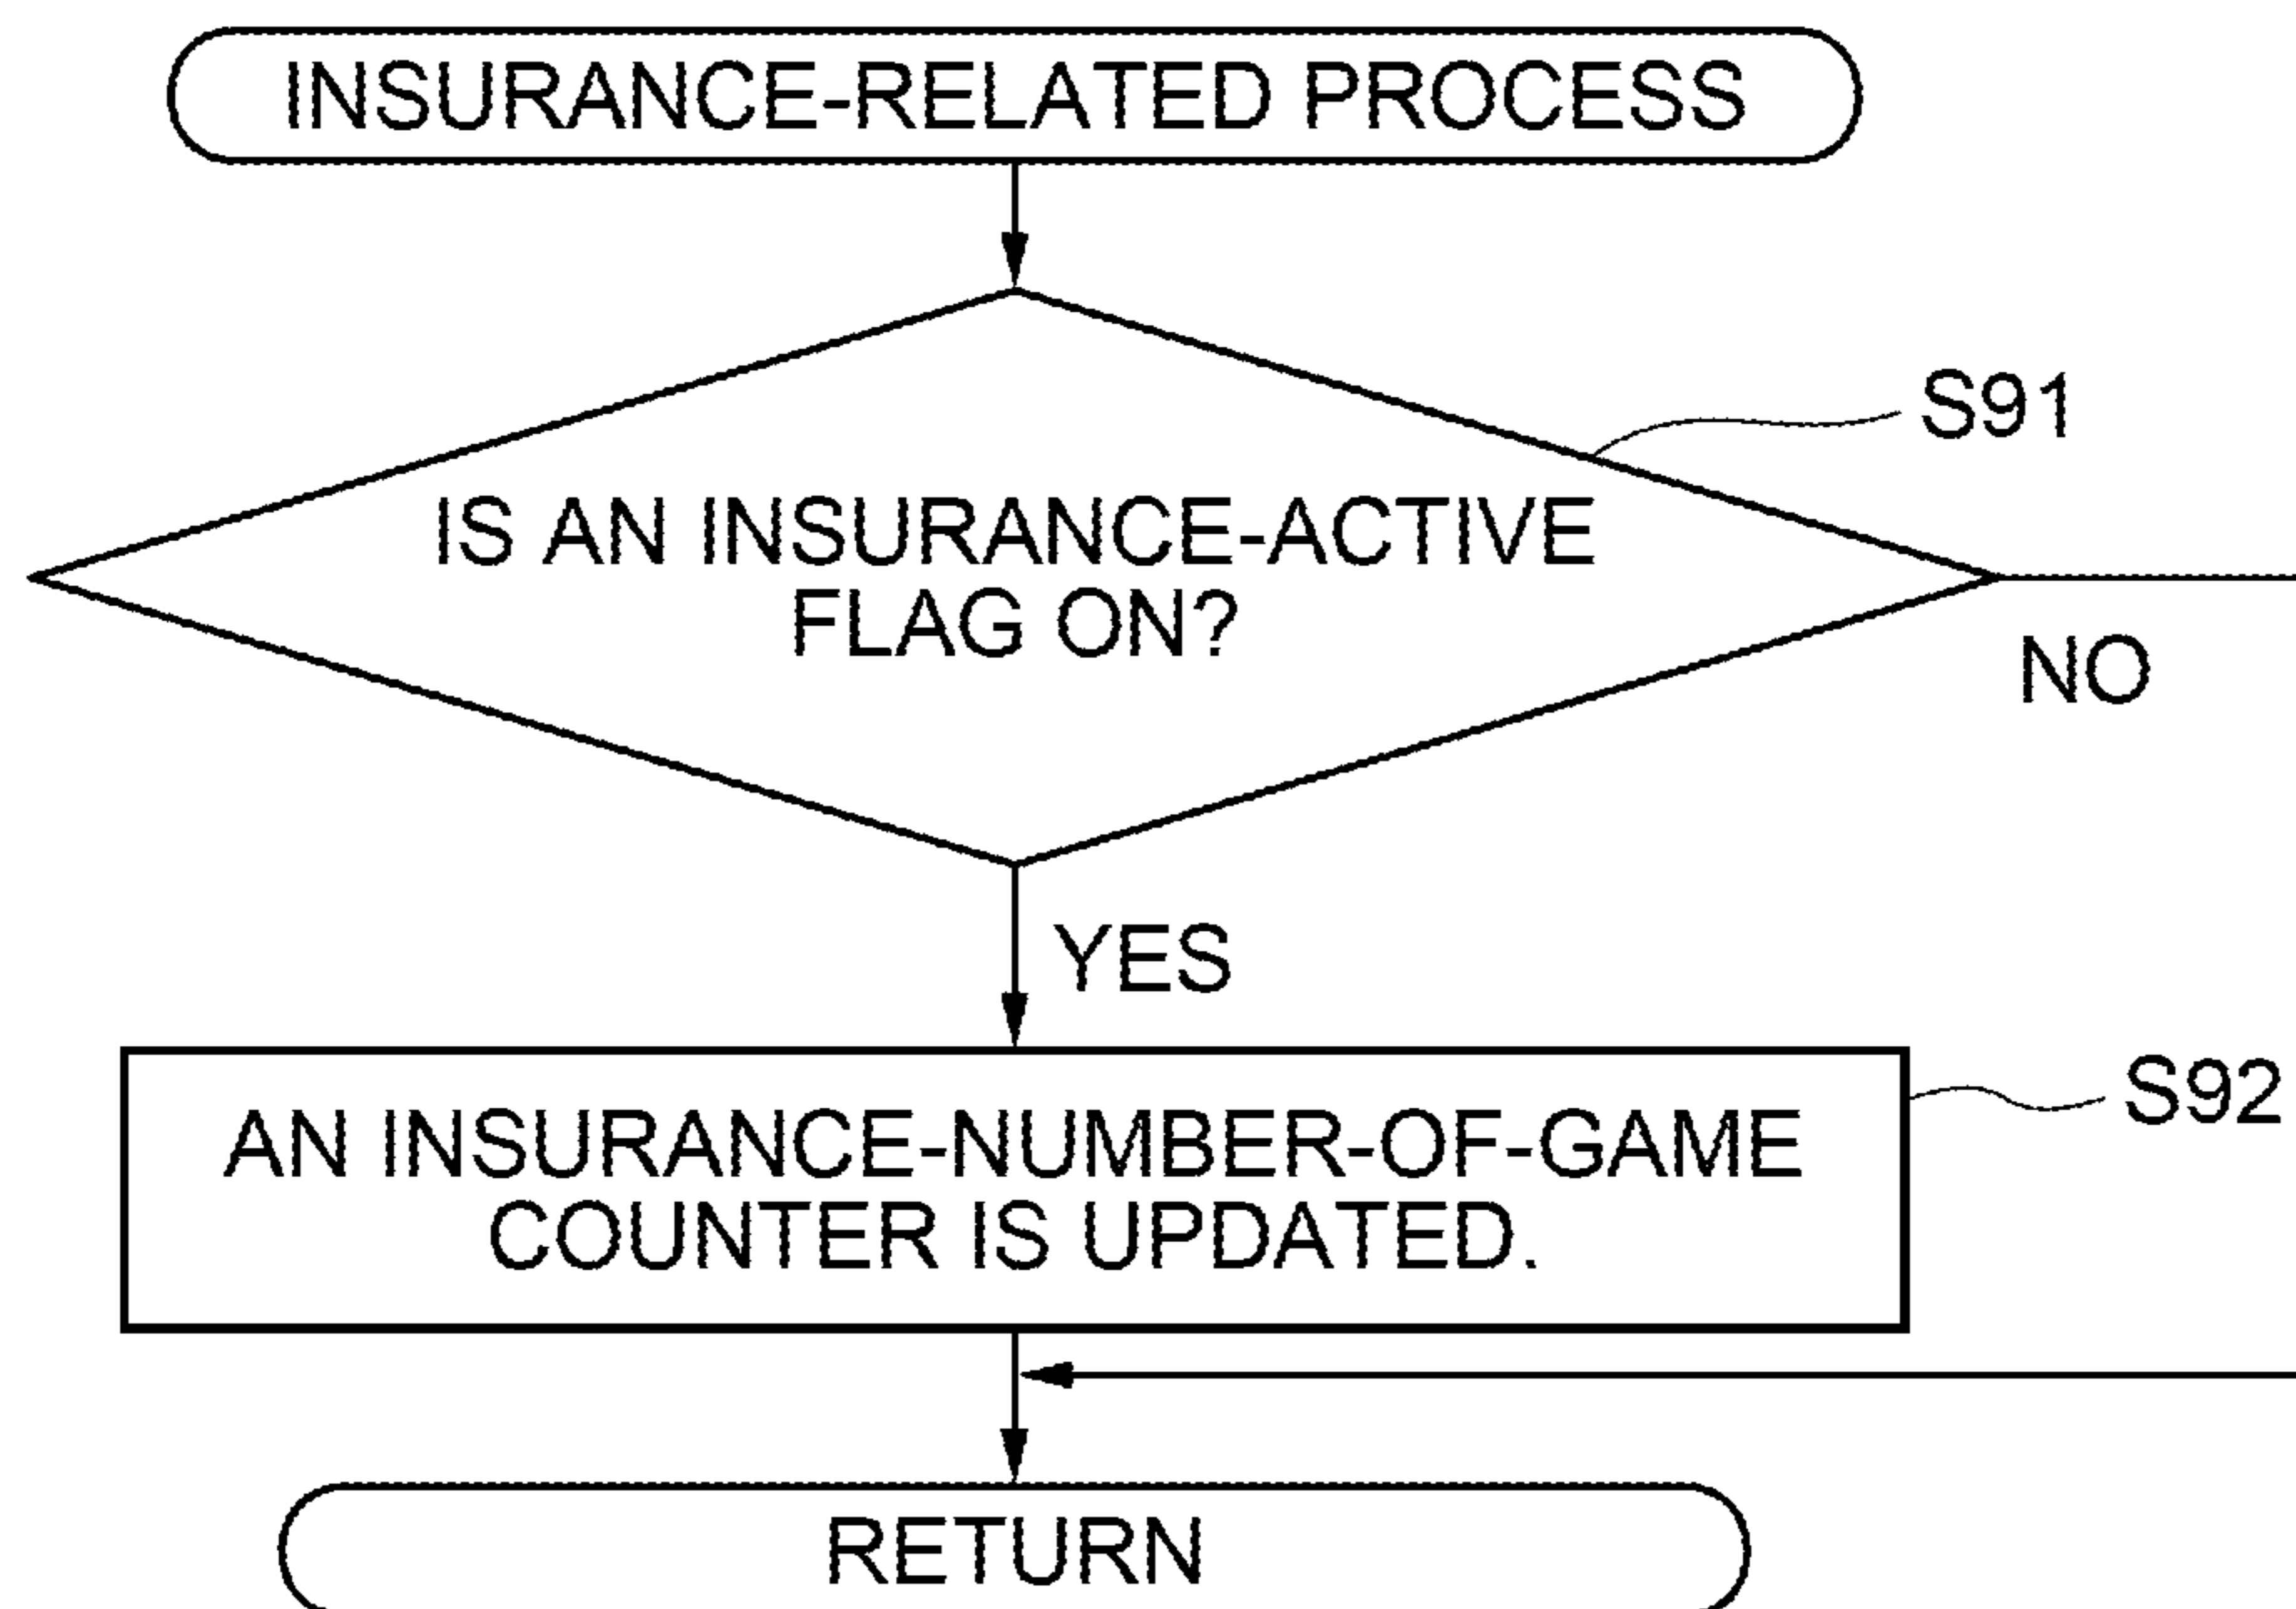 INSURANCE-RELATED PROCESS
S91
IS AN INSURANCE-ACTIVE
FLAG ON?
NO
YES
S92
AN INSURANCE-NUMBER-OF-GAME
COUNTER IS UPDATED.
RETURN